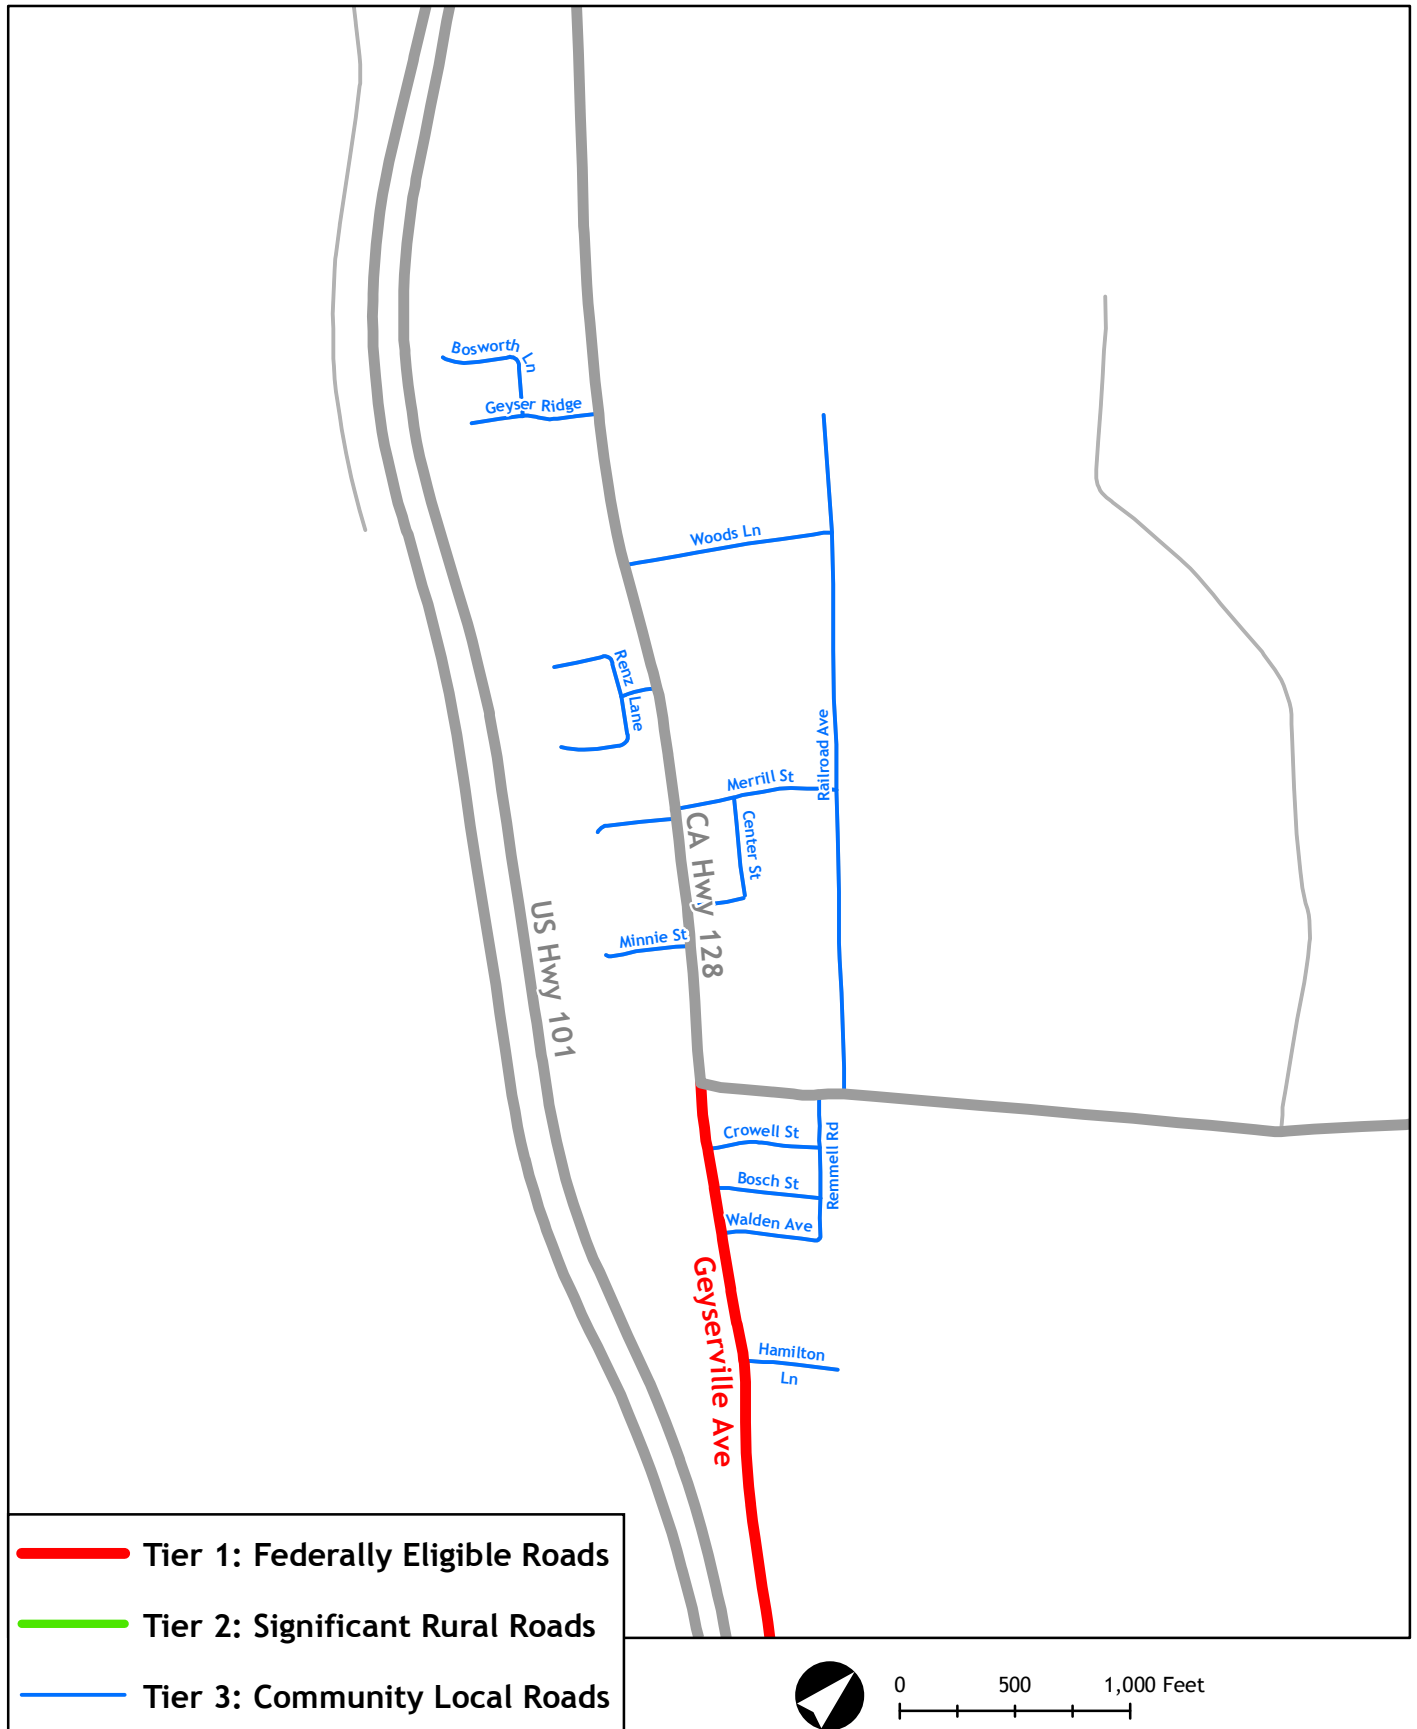 Bosworth Ln
Geyser Ridge
Woods Ln
Renz Lane
Railroad Ave
Merrill St
Center St
CA Hwy 128
US Hwy 101
Minnie St
Crowell St
Remmell Rd
Bosch St
Walden Ave
Geyserville Ave
Hamilton
Ln
Tier 1: Federally Eligible Roads
Tier 2: Significant Rural Roads
Tier 3: Community Local Roads
0 500 1,000 Feet